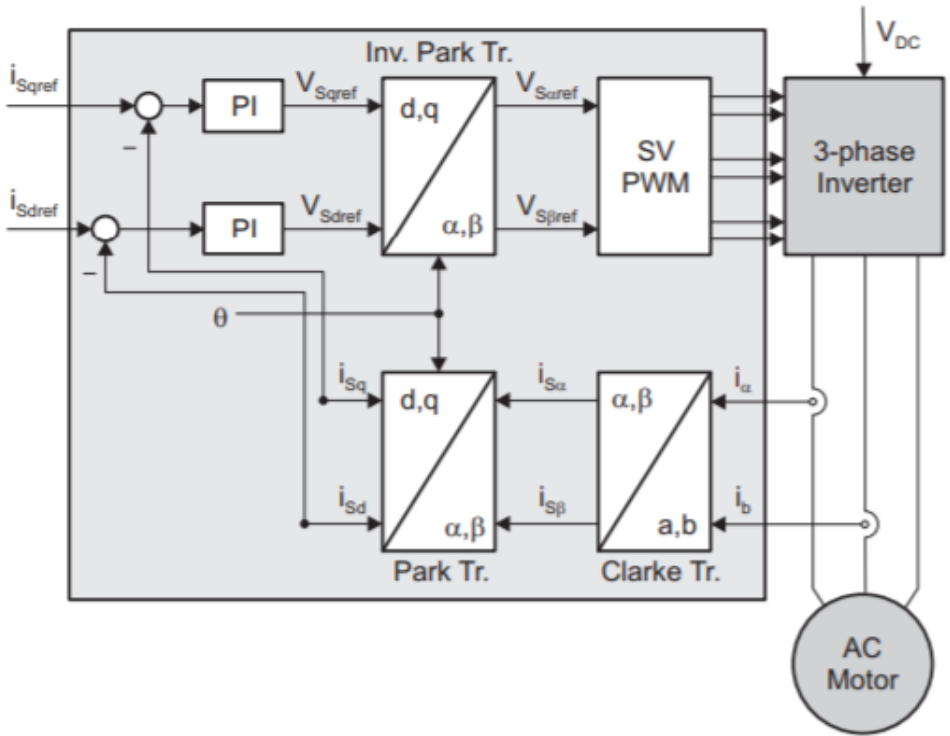 Inv. Park Tr.
V_DC
i_Sqref
PI
V_Sqref
d,q
α,β
V_Sαref
SV
PWM
3-phase
Inverter
–
i_Sdref
PI
V_Sdref
V_Sβref
–
θ
i_Sq
d,q
α,β
i_Sα
α,β
a,b
i_α
i_Sd
i_Sβ
i_b
Park Tr.
Clarke Tr.
AC
Motor